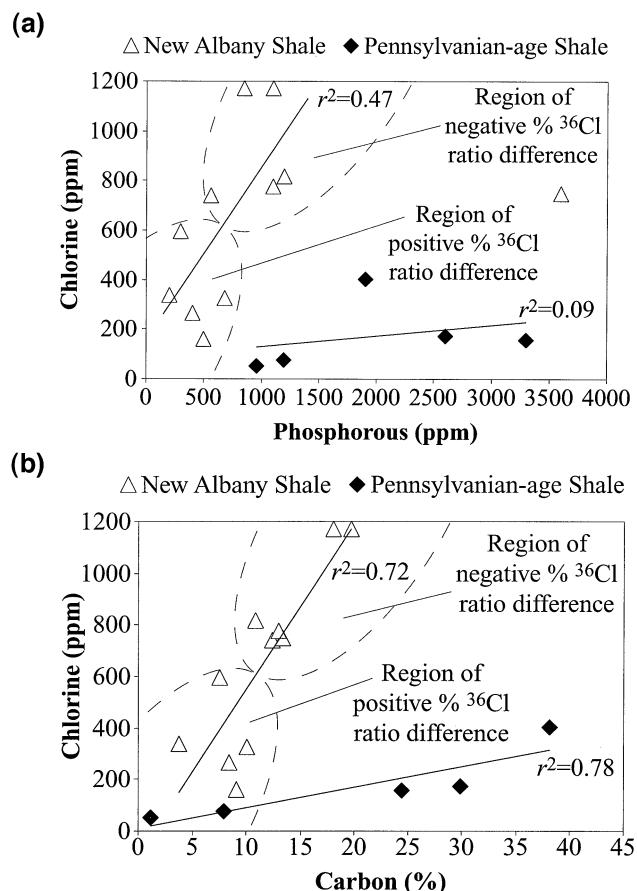 (a)
△ New Albany Shale ◆ Pennsylvanian-age Shale
1200
1000
800
600
400
200
0
Chlorine (ppm)
r²=0.47
Region of
negative % ³⁶Cl
ratio difference
Region of
positive % ³⁶Cl
ratio difference
r²=0.09
0 500 1000 1500 2000 2500 3000 3500 4000
Phosphorous (ppm)
(b)
△ New Albany Shale ◆ Pennsylvanian-age Shale
1200
1000
800
600
400
200
0
Chlorine (ppm)
r²=0.72
Region of
negative % ³⁶Cl
ratio difference
Region of
positive % ³⁶Cl
ratio difference
r²=0.78
0 5 10 15 20 25 30 35 40 45
Carbon (%)